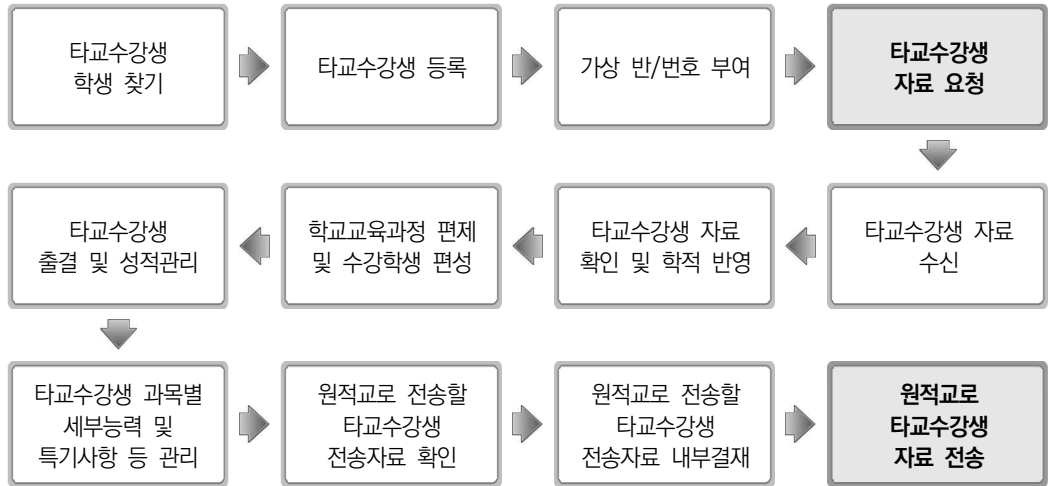 타교수강생
학생 찾기
타교수강생 등록
가상 반/번호 부여
타교수강생
자료 요청
타교수강생 자료
수신
타교수강생 자료
확인 및 학적 반영
학교교육과정 편제
및 수강학생 편성
타교수강생
출결 및 성적관리
타교수강생 과목별
세부능력 및
특기사항 등 관리
원적교로 전송할
타교수강생
전송자료 확인
원적교로 전송할
타교수강생
전송자료 내부결재
원적교로
타교수강생
자료 전송